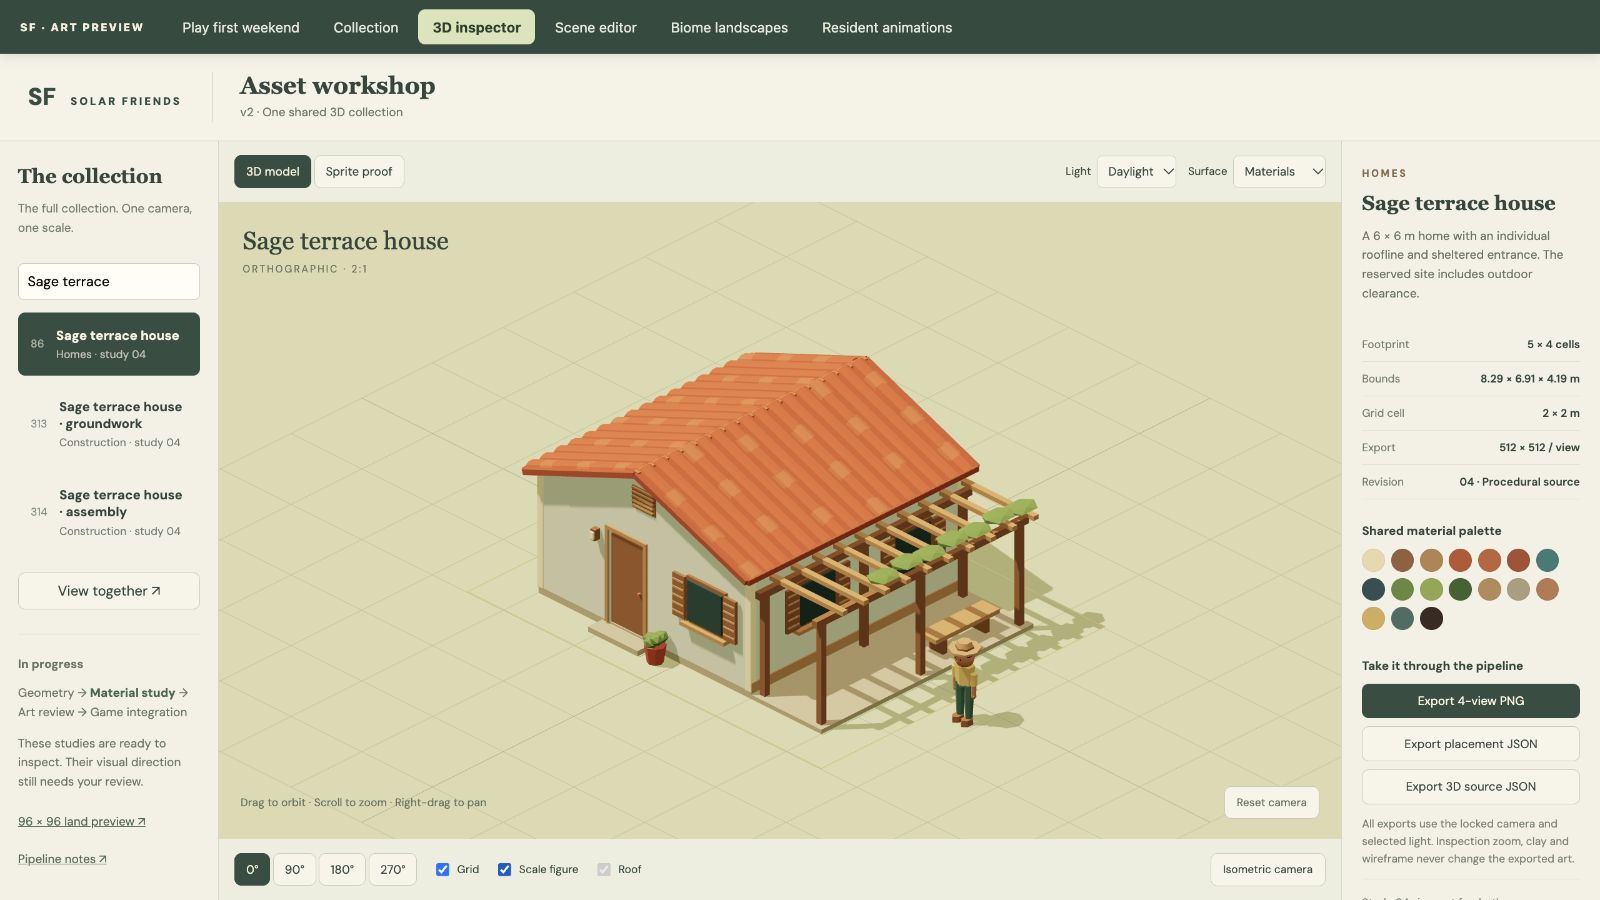 SF · ART PREVIEW
Play first weekend
Collection
3D inspector
Scene editor
Biome landscapes
Resident animations
SF SOLAR FRIENDS
Asset workshop
v2 · One shared 3D collection
The collection
The full collection. One camera,
one scale.
Sage terrace
86
Sage terrace house
Homes · study 04
313
Sage terrace house
· groundwork
Construction · study 04
314
Sage terrace house
· assembly
Construction · study 04
View together ↗
In progress
Geometry → Material study →
Art review → Game integration
These studies are ready to
inspect. Their visual direction
still needs your review.
96 × 96 land preview ↗
Pipeline notes ↗
3D model
Sprite proof
Light
Daylight
Surface
Materials
Sage terrace house
ORTHOGRAPHIC · 2:1
Drag to orbit · Scroll to zoom · Right-drag to pan
Reset camera
0°
90°
180°
270°
Grid
Scale figure
Roof
Isometric camera
HOMES
Sage terrace house
A 6 × 6 m home with an individual
roofline and sheltered entrance. The
reserved site includes outdoor
clearance.
Footprint 5 × 4 cells
Bounds 8.29 × 6.91 × 4.19 m
Grid cell 2 × 2 m
Export 512 × 512 / view
Revision 04 · Procedural source
Shared material palette
Take it through the pipeline
Export 4-view PNG
Export placement JSON
Export 3D source JSON
All exports use the locked camera and
selected light. Inspection zoom, clay and
wireframe never change the exported art.